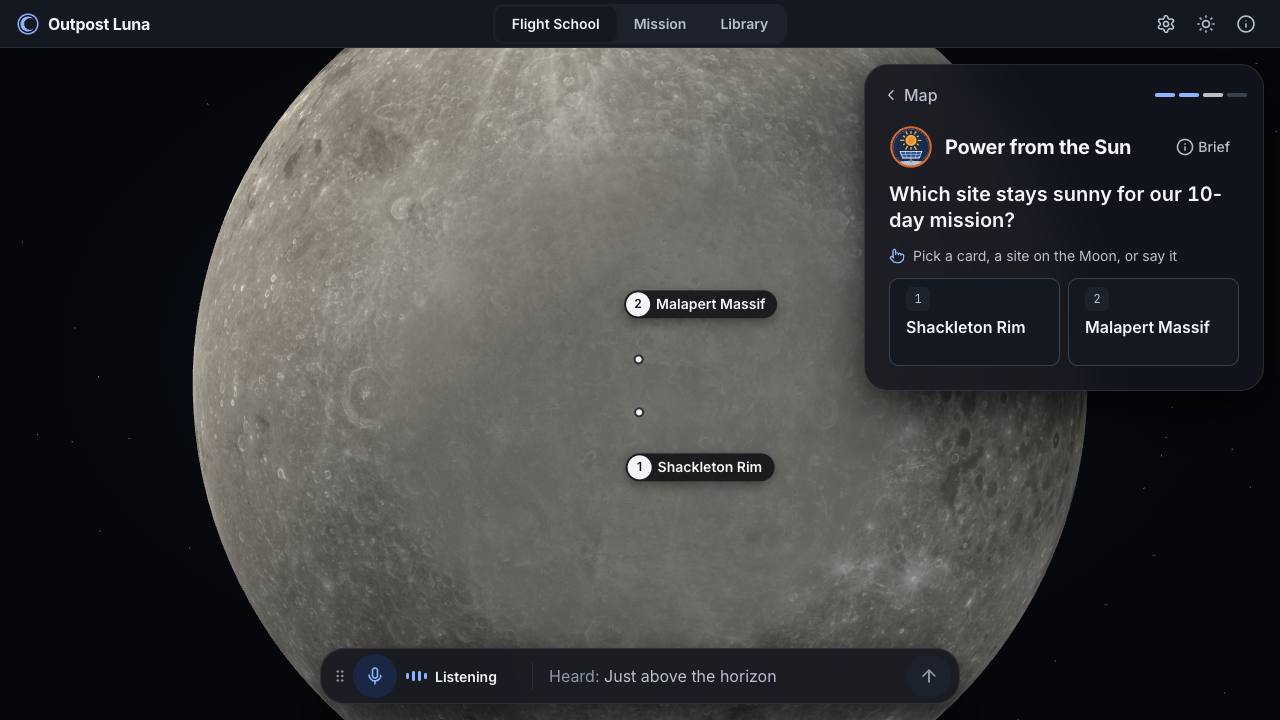 Outpost Luna
Flight School
Mission
Library
Map
Power from the Sun
Brief
Which site stays sunny for our 10-
day mission?
Pick a card, a site on the Moon, or say it
1
Shackleton Rim
2
Malapert Massif
2 Malapert Massif
1 Shackleton Rim
Listening
Heard: Just above the horizon